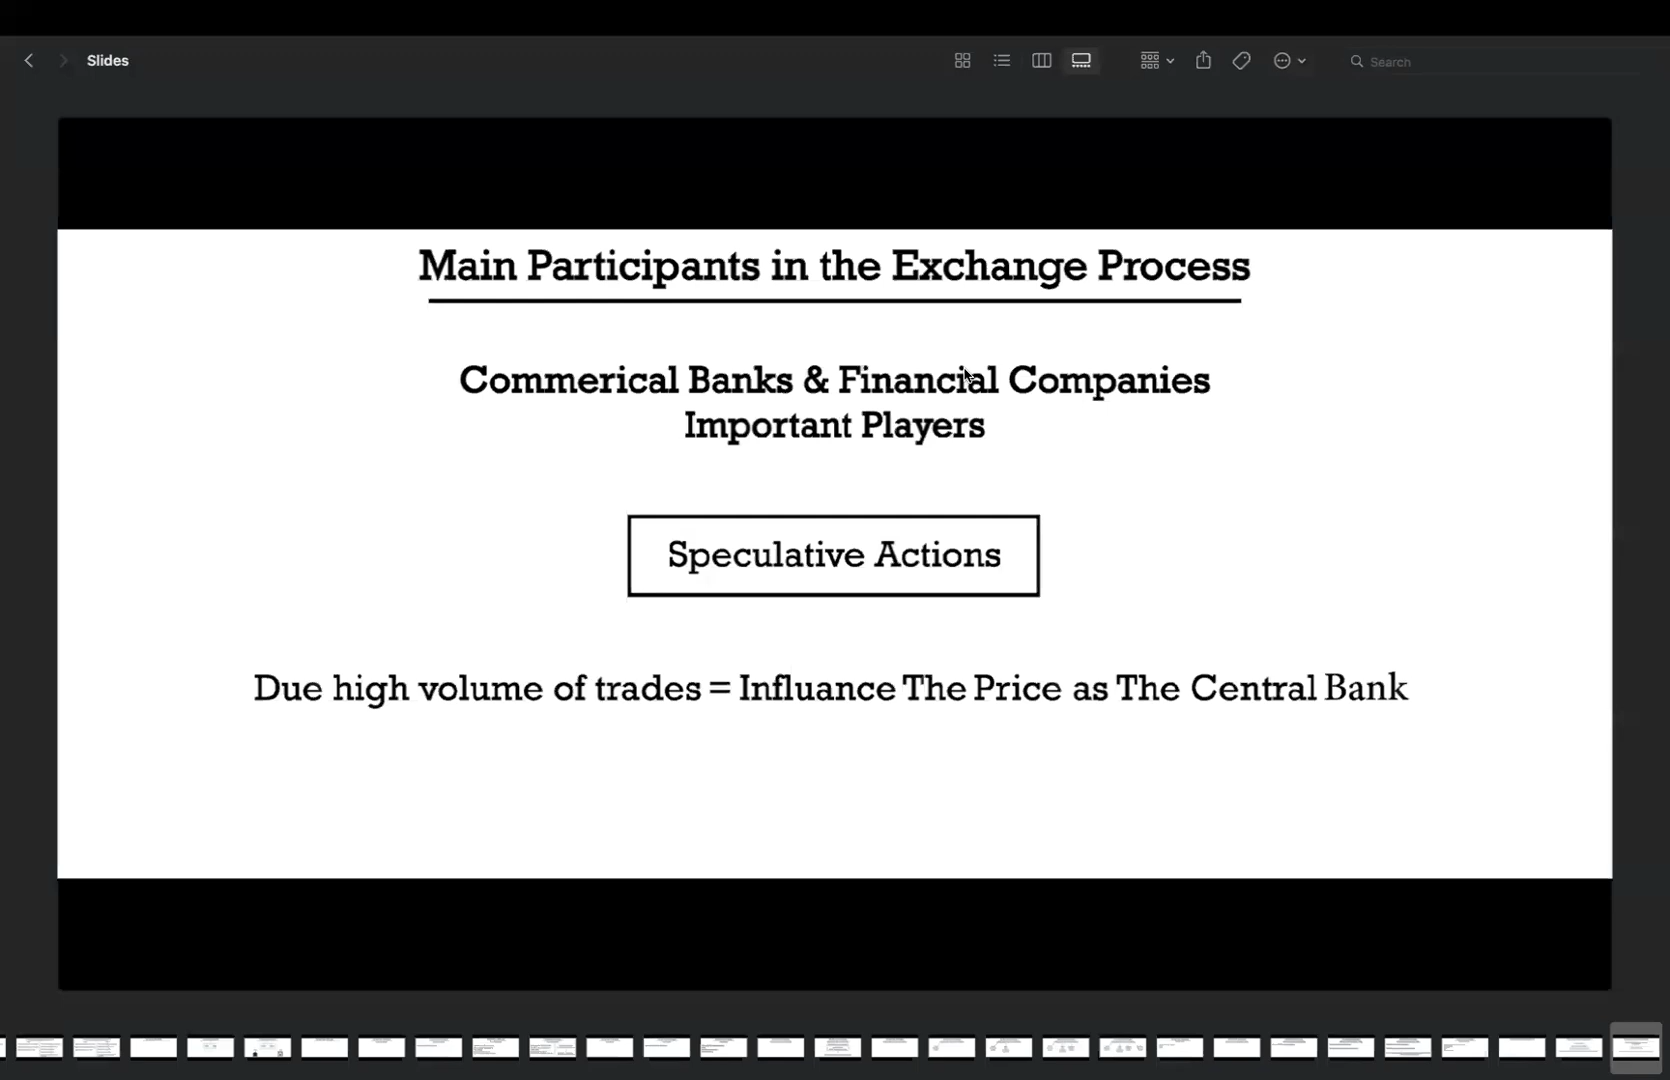 Slides
Search
Main Participants in the Exchange Process
Commerical Banks & Financial Companies
Important Players
Speculative Actions
Due high volume of trades = Influance The Price as The Central Bank